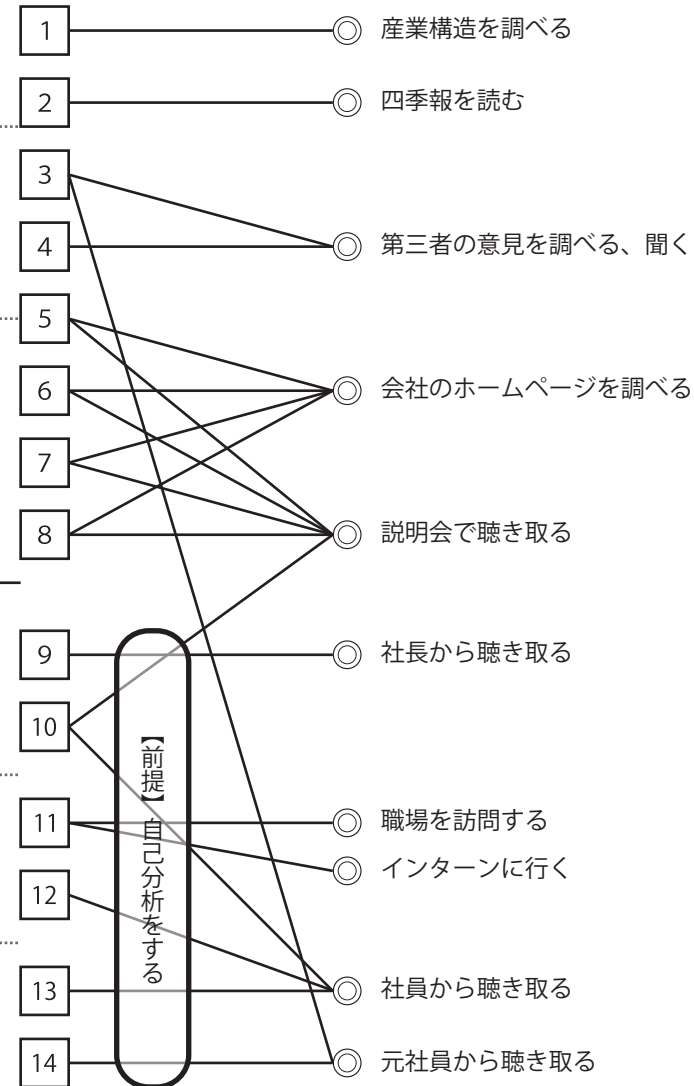 1
産業構造を調べる
2
四季報を読む
3
4
第三者の意見を調べる、聞く
5
6
会社のホームページを調べる
7
8
説明会で聴き取る
9
社長から聴き取る
10
【前提】自己分析をする
11
職場を訪問する
インターンに行く
12
13
社員から聴き取る
14
元社員から聴き取る